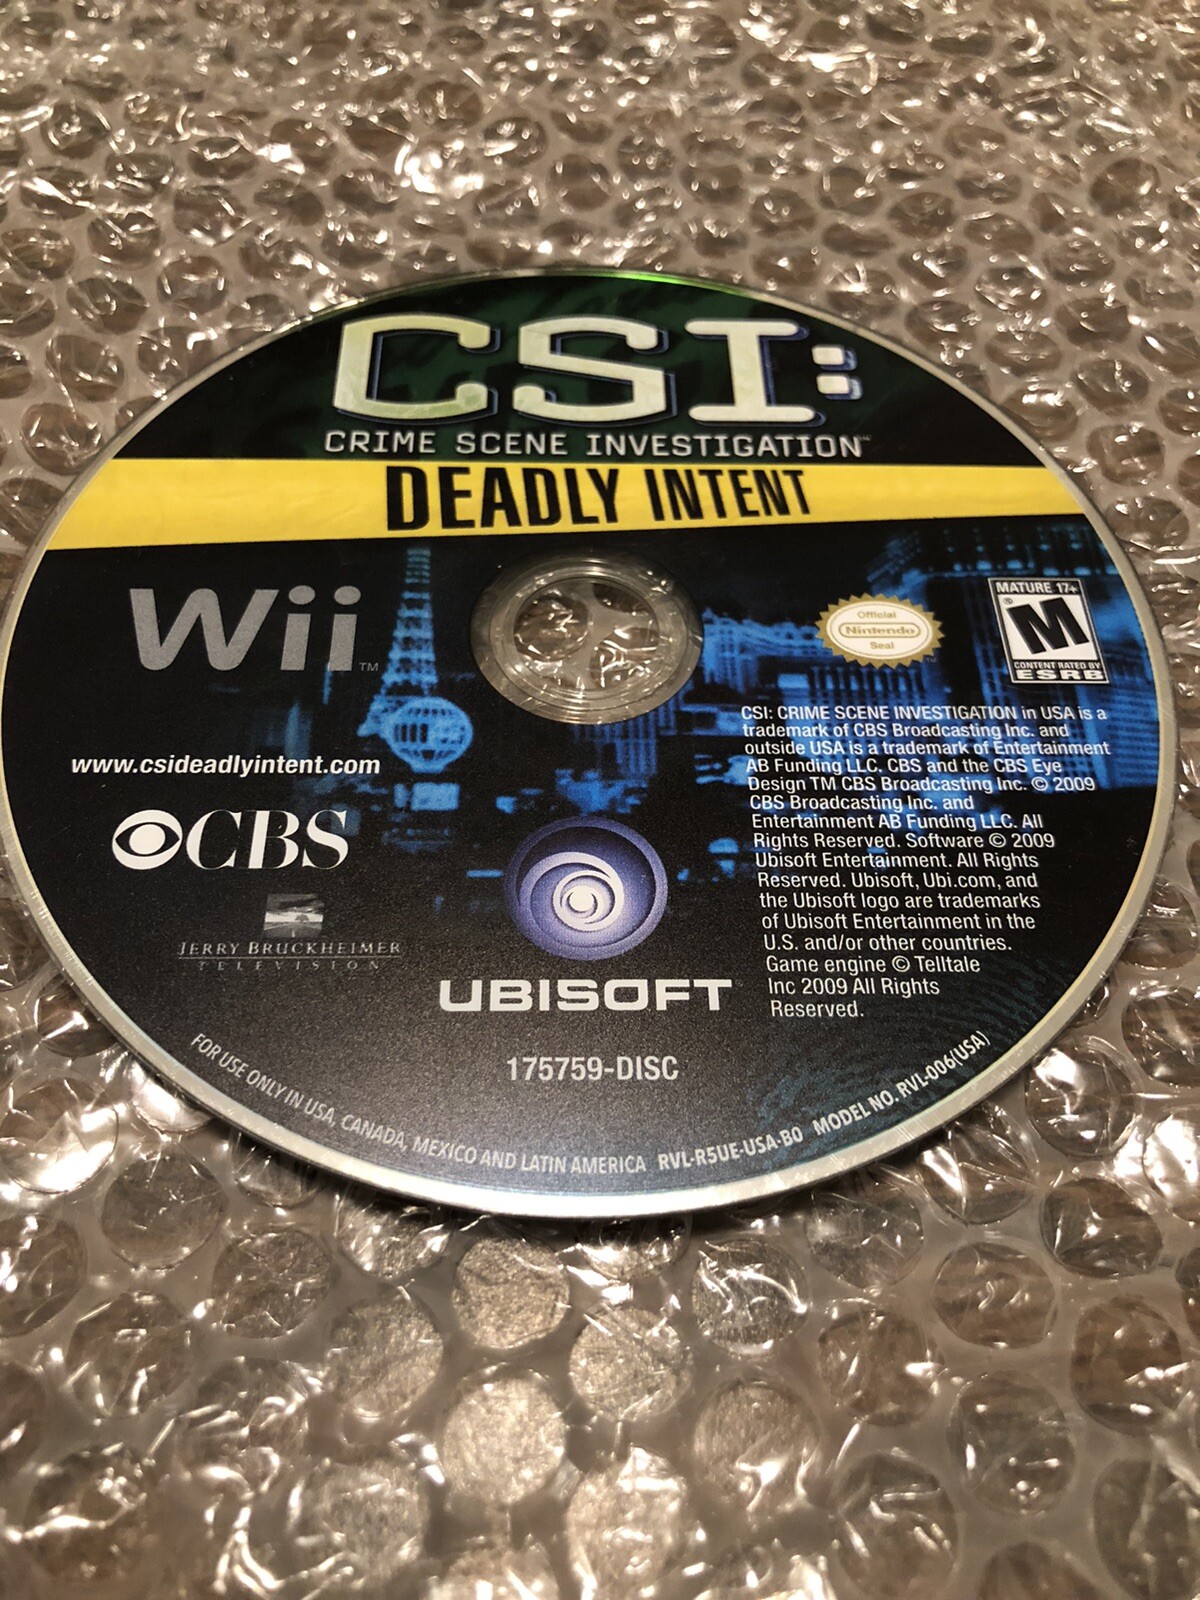 CSI:
CRIME SCENE INVESTIGATION™
DEADLY INTENT
Wii™
Official
Nintendo
Seal
™
MATURE 17+
M
®
CONTENT RATED BY
ESRB
www.csideadlyintent.com
CBS
JERRY BRUCKHEIMER
TELEVISION
UBISOFT
CSI: CRIME SCENE INVESTIGATION in USA is a
trademark of CBS Broadcasting Inc. and
outside USA is a trademark of Entertainment
AB Funding LLC. CBS and the CBS Eye
Design TM CBS Broadcasting Inc. © 2009
CBS Broadcasting Inc. and
Entertainment AB Funding LLC. All
Rights Reserved. Software © 2009
Ubisoft Entertainment. All Rights
Reserved. Ubisoft, Ubi.com, and
the Ubisoft logo are trademarks
of Ubisoft Entertainment in the
U.S. and/or other countries.
Game engine © Telltale
Inc 2009 All Rights
Reserved.
175759-DISC
FOR USE ONLY IN USA, CANADA, MEXICO AND LATIN AMERICA RVL-R5UE-USA-B0 MODEL NO. RVL-006(USA)